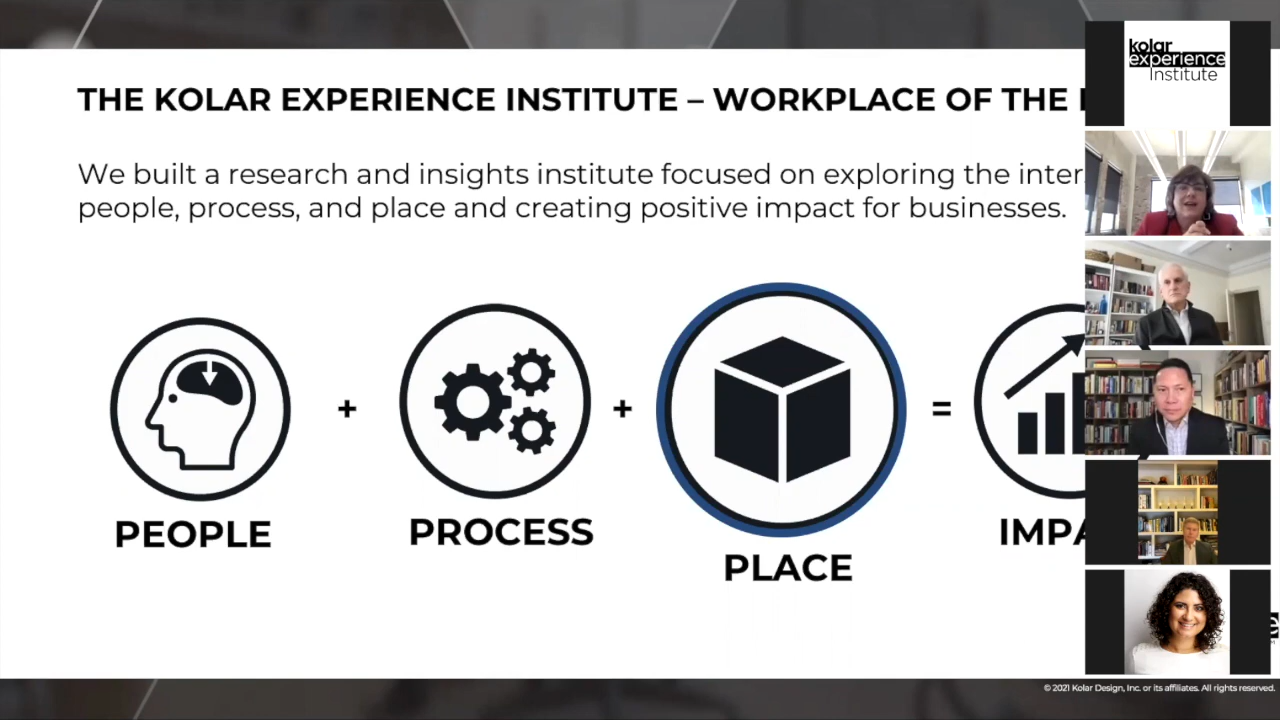 THE KOLAR EXPERIENCE INSTITUTE – WORKPLACE OF THE
We built a research and insights institute focused on exploring the inter
people, process, and place and creating positive impact for businesses.
PEOPLE
+
PROCESS
+
PLACE
=
IMPA
kolar
experience
Institute
© 2021 Kolar Design, Inc. or its affiliates. All rights reserved.